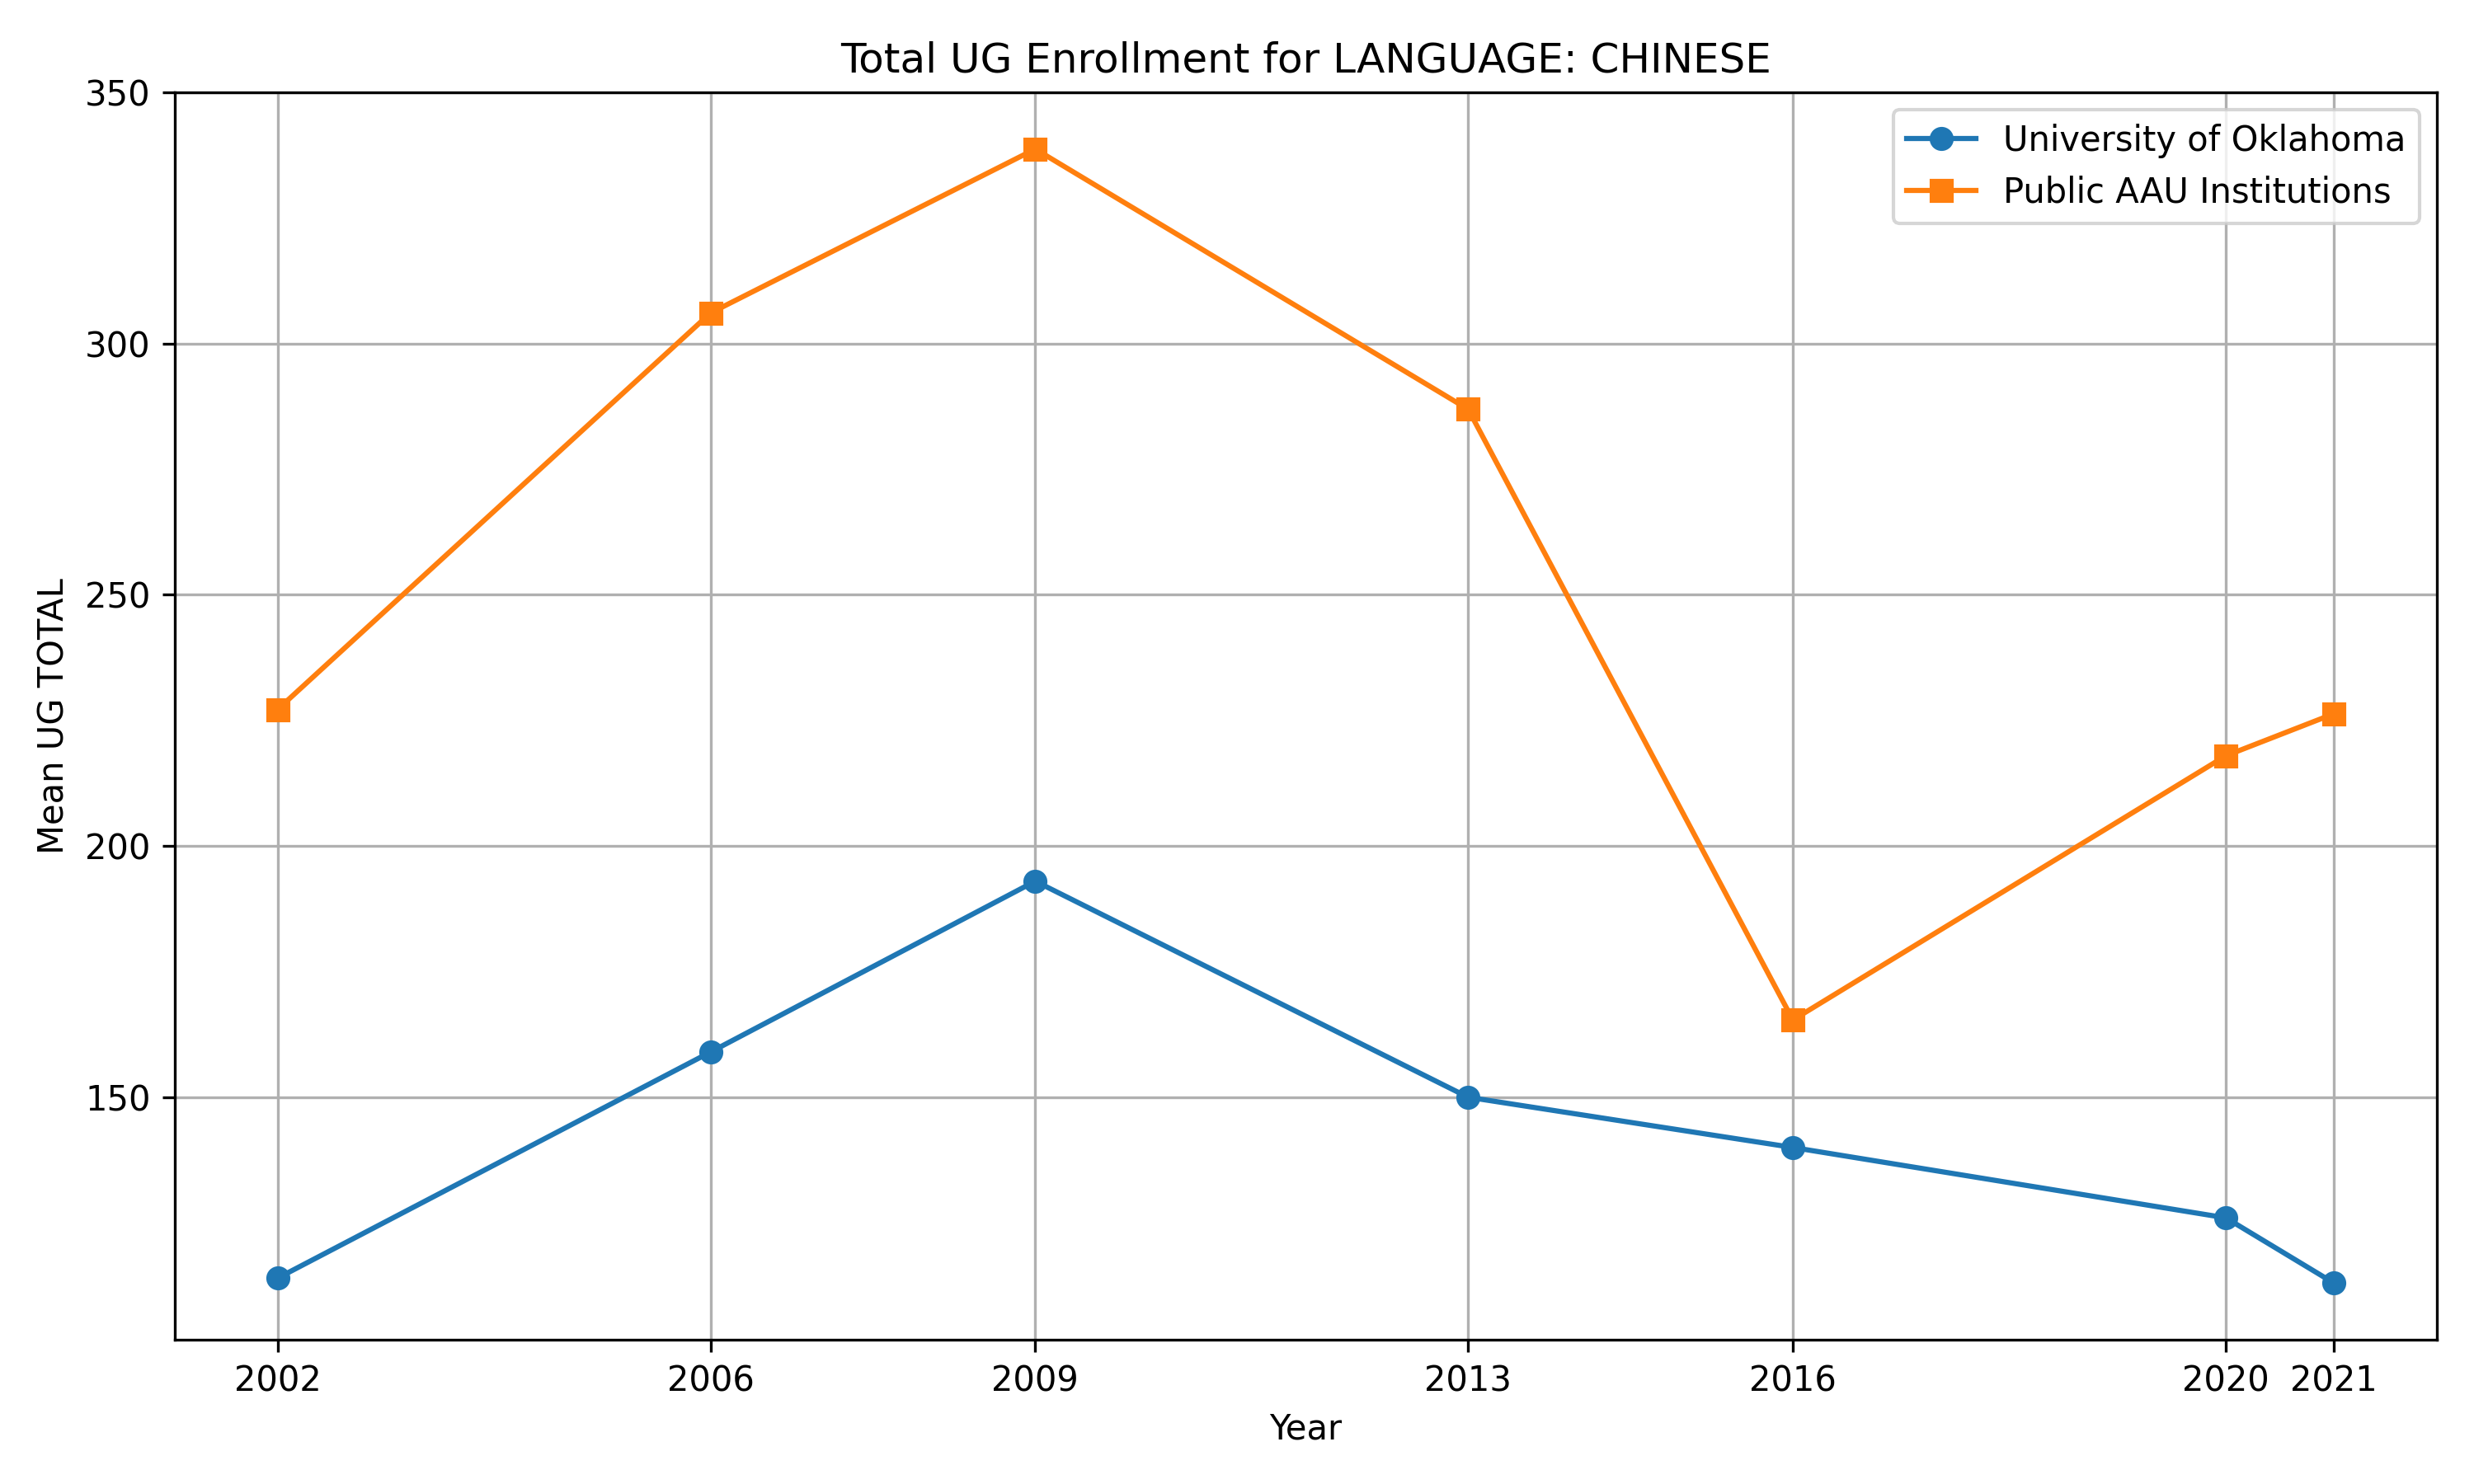 Total UG Enrollment for LANGUAGE: CHINESE
350
300
250
200
150
Mean UG TOTAL
University of Oklahoma
Public AAU Institutions
2002 2006 2009 2013 2016 2020 2021
Year